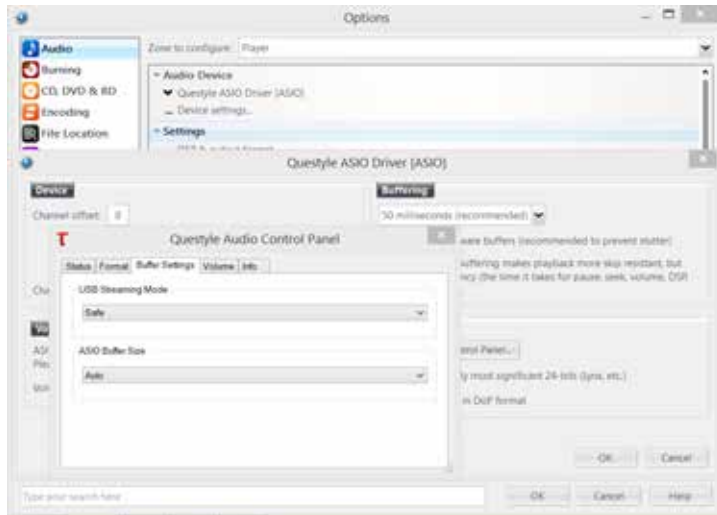 Options
Audio
Burning
CD, DVD & BD
Encoding
File Location
Zone to configure: Player
Audio Device
Questyle ASIO Driver [ASIO]
Device settings...
Settings
Questyle ASIO Driver [ASIO]
Device
Channel offset: 0
Buffering
50 milliseconds (recommended)
ware buffers (recommended to prevent stutter)
uffering makes playback more skip resistant, but
ncy (the time it takes for pause, seek, volume, DSP
Questyle Audio Control Panel
Status Format Buffer Settings Volume Info
USB Streaming Mode
Safe
ASIO Buffer Size
Auto
trol Panel...
ly most significant 24-bits (Lynx, etc.)
in DoP format
OK Cancel
Type your search here
OK Cancel Help